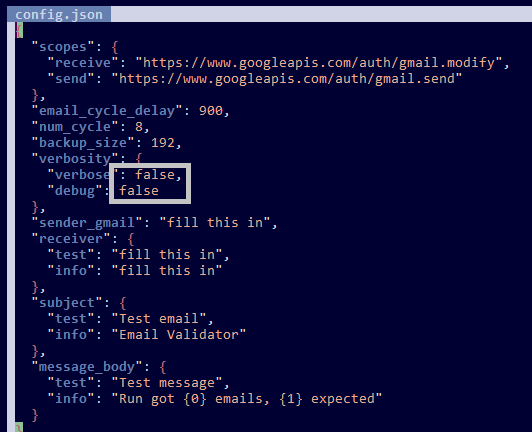 config.json
{
"scopes": {
"receive": "https://www.googleapis.com/auth/gmail.modify",
"send": "https://www.googleapis.com/auth/gmail.send"
},
"email_cycle_delay": 900,
"num_cycle": 8,
"backup_size": 192,
"verbosity": {
"verbose": false,
"debug": false
},
"sender_gmail": "fill this in",
"receiver": {
"test": "fill this in",
"info": "fill this in"
},
"subject": {
"test": "Test email",
"info": "Email Validator"
},
"message_body": {
"test": "Test message",
"info": "Run got {0} emails, {1} expected"
}
}